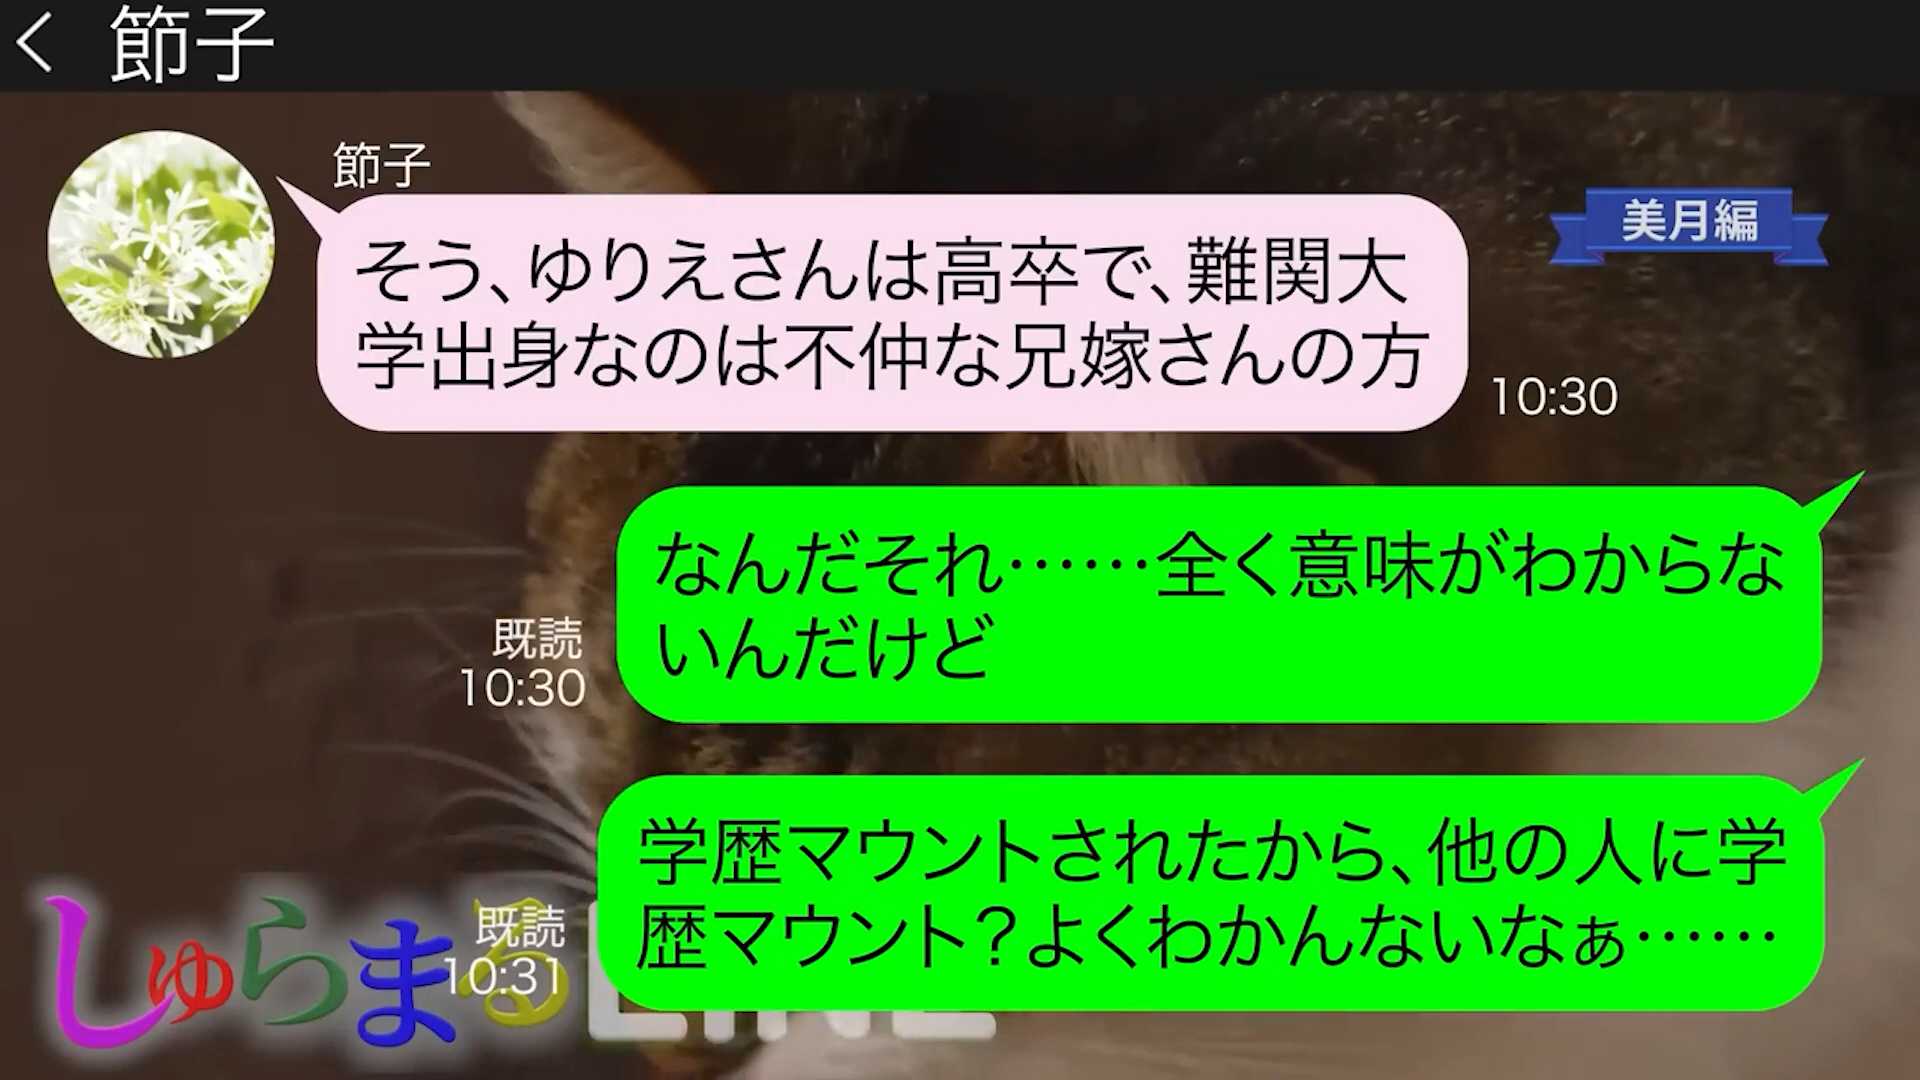 節子
節子
美月編
そう、ゆりえさんは高卒で、難関大
学出身なのは不仲な兄嫁さんの方
10:30
なんだそれ……全く意味がわからな
いんだけど
既読
10:30
学歴マウントされたから、他の人に学
歴マウント？よくわかんないなぁ……
既読
10:31
しゅらまるLINE